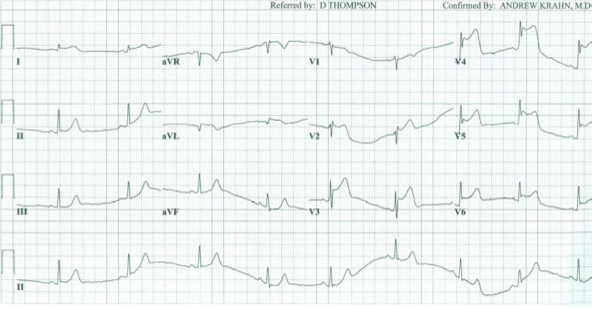 Referred by: D THOMPSON
Confirmed By: ANDREW KRAHN, M.D
I aVR V1 V4
II aVL V2 V5
III aVF V3 V6
II